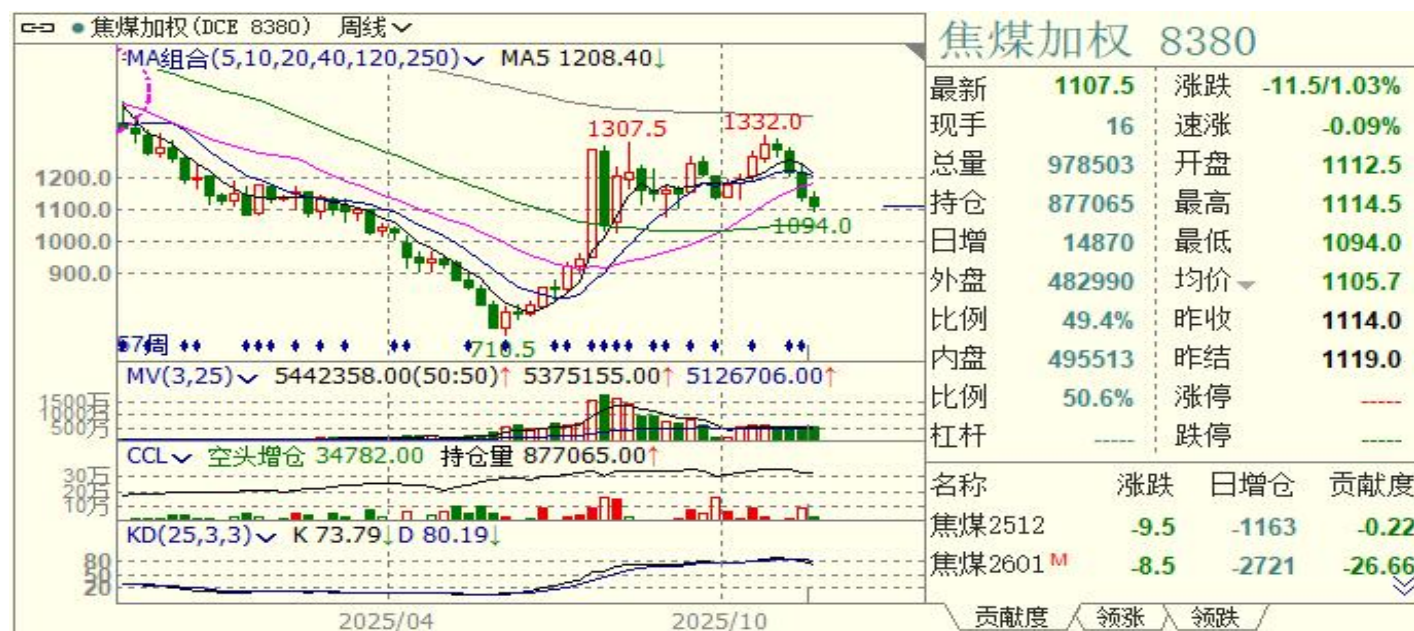 焦煤加权(DCE 8380) 周线
MA组合(5,10,20,40,120,250) MA5 1208.40↓
1307.5
1332.0
1200.0
1100.0
1094.0
1000.0
900.0
57周
716.5
MV(3,25) 5442358.00(50:50)↑ 5375155.00↑ 5126706.00↑
1500万
1000万
500万
CCL 空头增仓 34782.00 持仓量 877065.00↑
30万
20万
10万
KD(25,3,3) K 73.79↓ D 80.19↓
80
50
20
2025/04 2025/10
焦煤加权 8380
最新 1107.5 涨跌 -11.5/1.03%
现手 16 速涨 -0.09%
总量 978503 开盘 1112.5
持仓 877065 最高 1114.5
日增 14870 最低 1094.0
外盘 482990 均价 1105.7
比例 49.4% 昨收 1114.0
内盘 495513 昨结 1119.0
比例 50.6% 涨停 -----
杠杆 ----- 跌停 -----
名称 涨跌 日增仓 贡献度
焦煤2512 -9.5 -1163 -0.22
焦煤2601 M -8.5 -2721 -26.66
贡献度 领涨 领跌